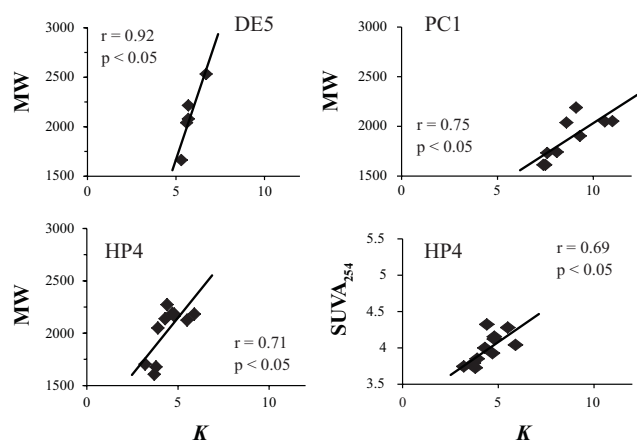 DE5
r = 0.92
p < 0.05
MW
3000
2500
2000
1500
0
5
10
PC1
r = 0.75
p < 0.05
MW
3000
2500
2000
1500
0
5
10
HP4
r = 0.71
p < 0.05
MW
3000
2500
2000
1500
0
5
10
K
HP4
r = 0.69
p < 0.05
SUVA254
5.5
5
4.5
4
3.5
0
5
10
K